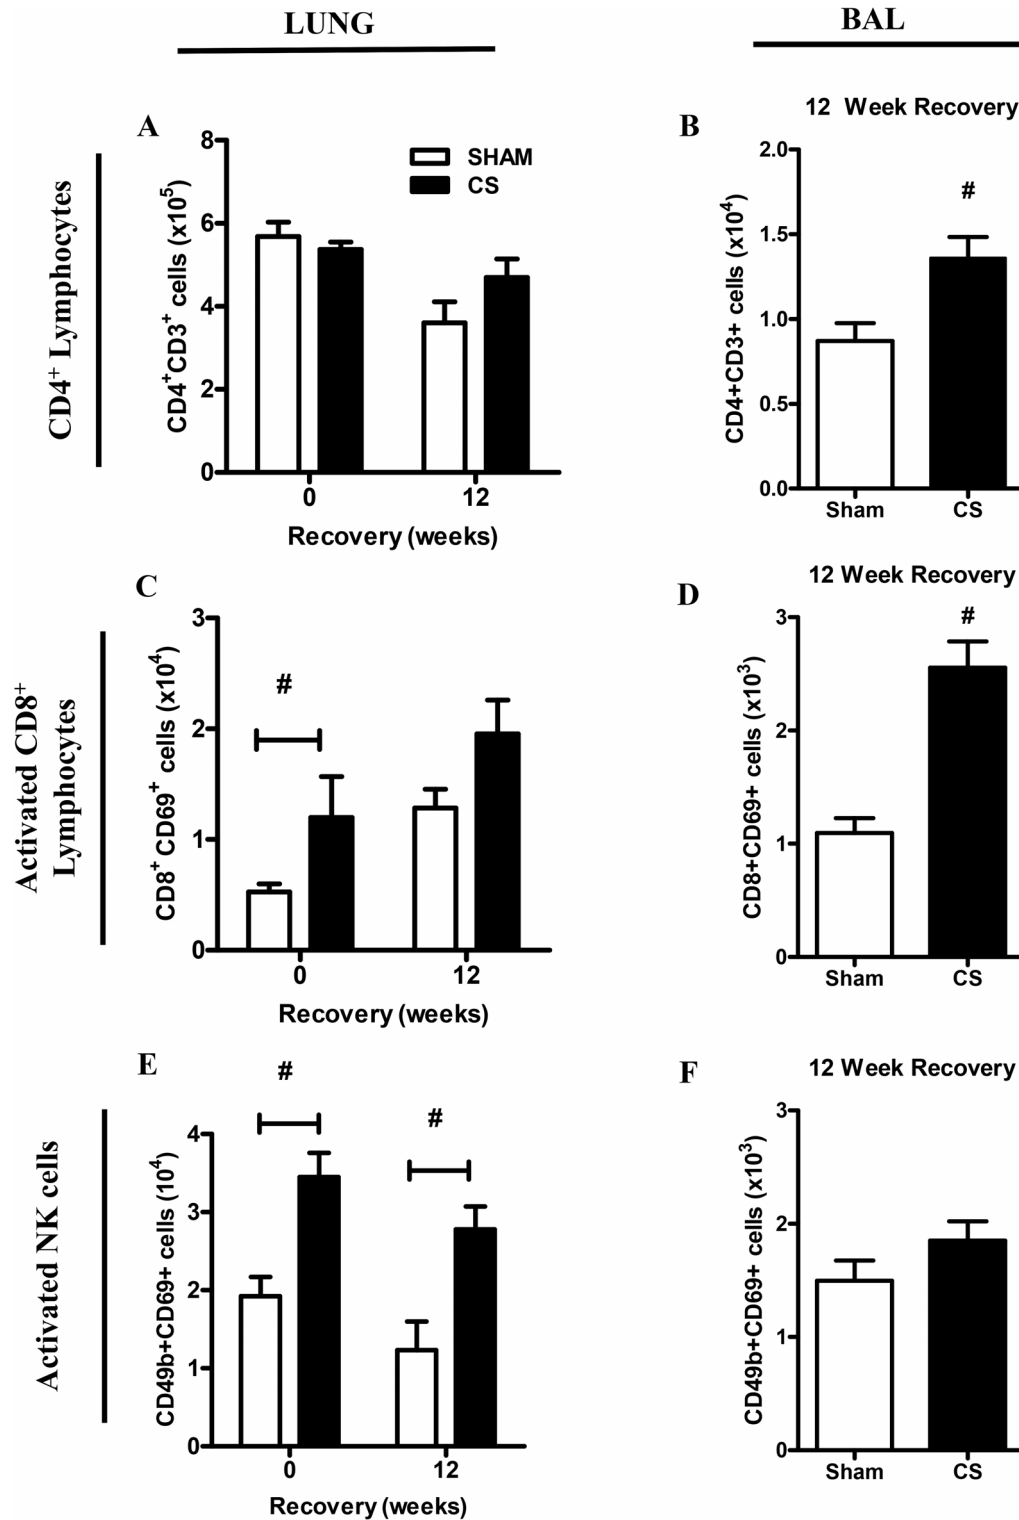 LUNG
BAL
CD4⁺ Lymphocytes
A
8
6
4
2
0
CD4⁺CD3⁺ cells (x10⁵)
SHAM
CS
0 12
Recovery (weeks)
B
12 Week Recovery
2.0
1.5
1.0
0.5
0.0
CD4+CD3+ cells (x10⁴)
#
Sham CS
Activated CD8⁺
Lymphocytes
C
3
2
1
0
CD8⁺ CD69⁺ cells (x10⁴)
#
0 12
Recovery (weeks)
D
12 Week Recovery
3
2
1
0
CD8+CD69+ cells (x10³)
#
Sham CS
Activated NK cells
E
4
3
2
1
0
CD49b+CD69+ cells (10⁴)
#
#
0 12
Recovery (weeks)
F
12 Week Recovery
3
2
1
0
CD49b+CD69+ cells (x10³)
Sham CS